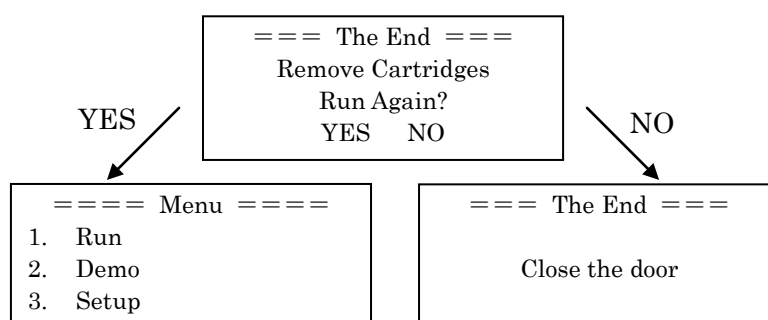 === The End ===
Remove Cartridges
Run Again?
YES NO
YES
NO
==== Menu ====
1. Run
2. Demo
3. Setup
=== The End ===
Close the door